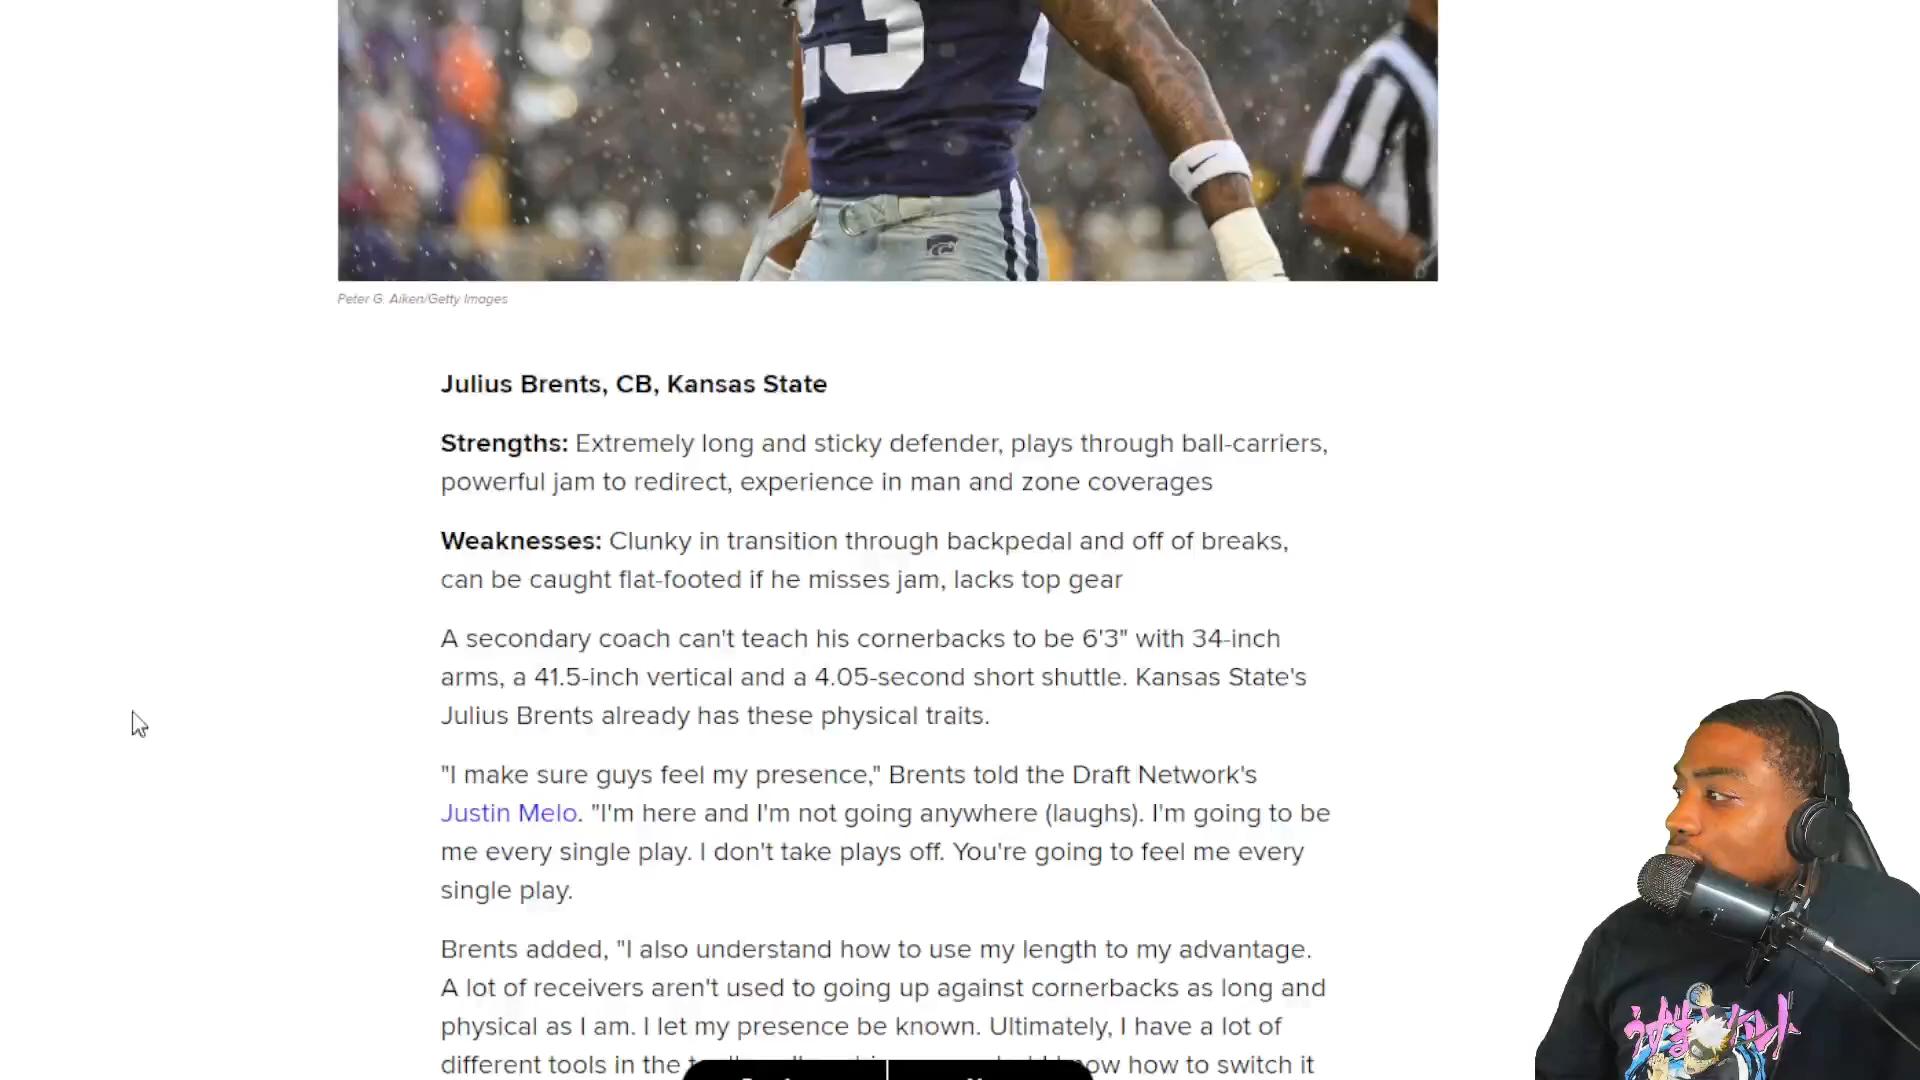 23
Peter G. Aiken/Getty Images
Julius Brents, CB, Kansas State
Strengths: Extremely long and sticky defender, plays through ball-carriers,
powerful jam to redirect, experience in man and zone coverages
Weaknesses: Clunky in transition through backpedal and off of breaks,
can be caught flat-footed if he misses jam, lacks top gear
A secondary coach can't teach his cornerbacks to be 6'3" with 34-inch
arms, a 41.5-inch vertical and a 4.05-second short shuttle. Kansas State's
Julius Brents already has these physical traits.
"I make sure guys feel my presence," Brents told the Draft Network's
Justin Melo. "I'm here and I'm not going anywhere (laughs). I'm going to be
me every single play. I don't take plays off. You're going to feel me every
single play.
Brents added, "I also understand how to use my length to my advantage.
A lot of receivers aren't used to going up against cornerbacks as long and
physical as I am. I let my presence be known. Ultimately, I have a lot of
different tools in the how to switch it